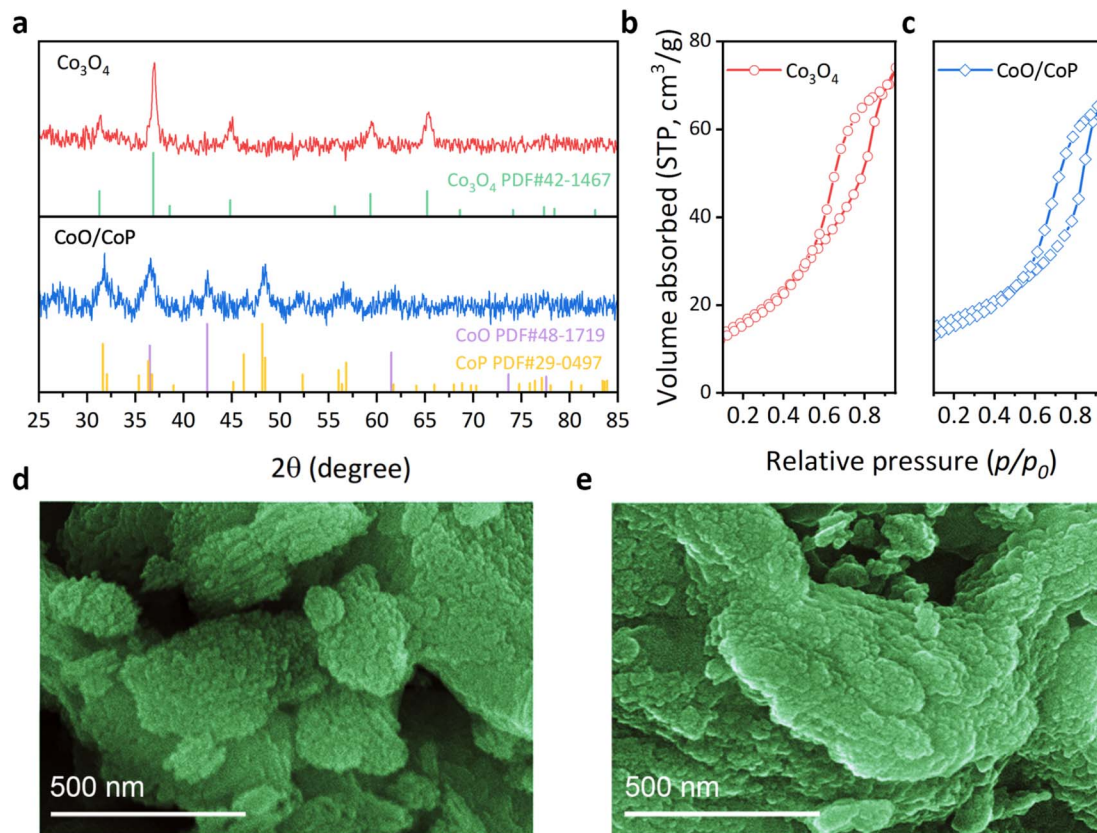 a
Co₃O₄
Co₃O₄ PDF#42-1467
CoO/CoP
CoO PDF#48-1719
CoP PDF#29-0497
25 30 35 40 45 50 55 60 65 70 75 80 85
2θ (degree)
b
Volume absorbed (STP, cm³/g)
80
60
40
20
0
Co₃O₄
0.2 0.4 0.6 0.8
c
CoO/CoP
0.2 0.4 0.6 0.8
Relative pressure (p/p₀)
d
500 nm
e
500 nm